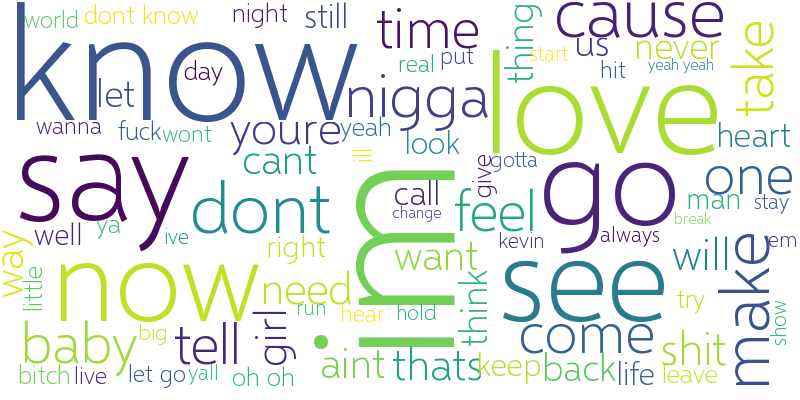 world
dont know
night
still
time
cause
us
thing
start
never
take
know
day
let
real
put
hit
yeah yeah
nigga
love
wanna
fuck
wont
youre
yeah
look
heart
cant
ill
gotta
say
dont
im
call
change
give
feel
go
one
man
stay
break
well
ya
ive
kevin
always
em
way
little
now
right
want
see
will
make
need
run
hear
hold
think
try
show
baby
big
tell
girl
come
shit
aint
thats
keep
back
life
leave
bitch
live
let go
yall
oh oh